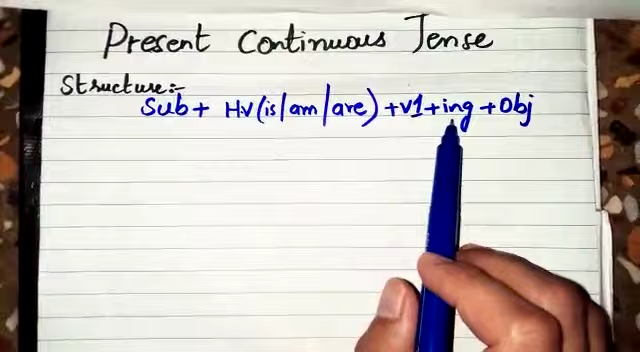 Present Continuous Tense
Structure:-
Sub + Hv (is/am/are) + v1 + ing + Obj